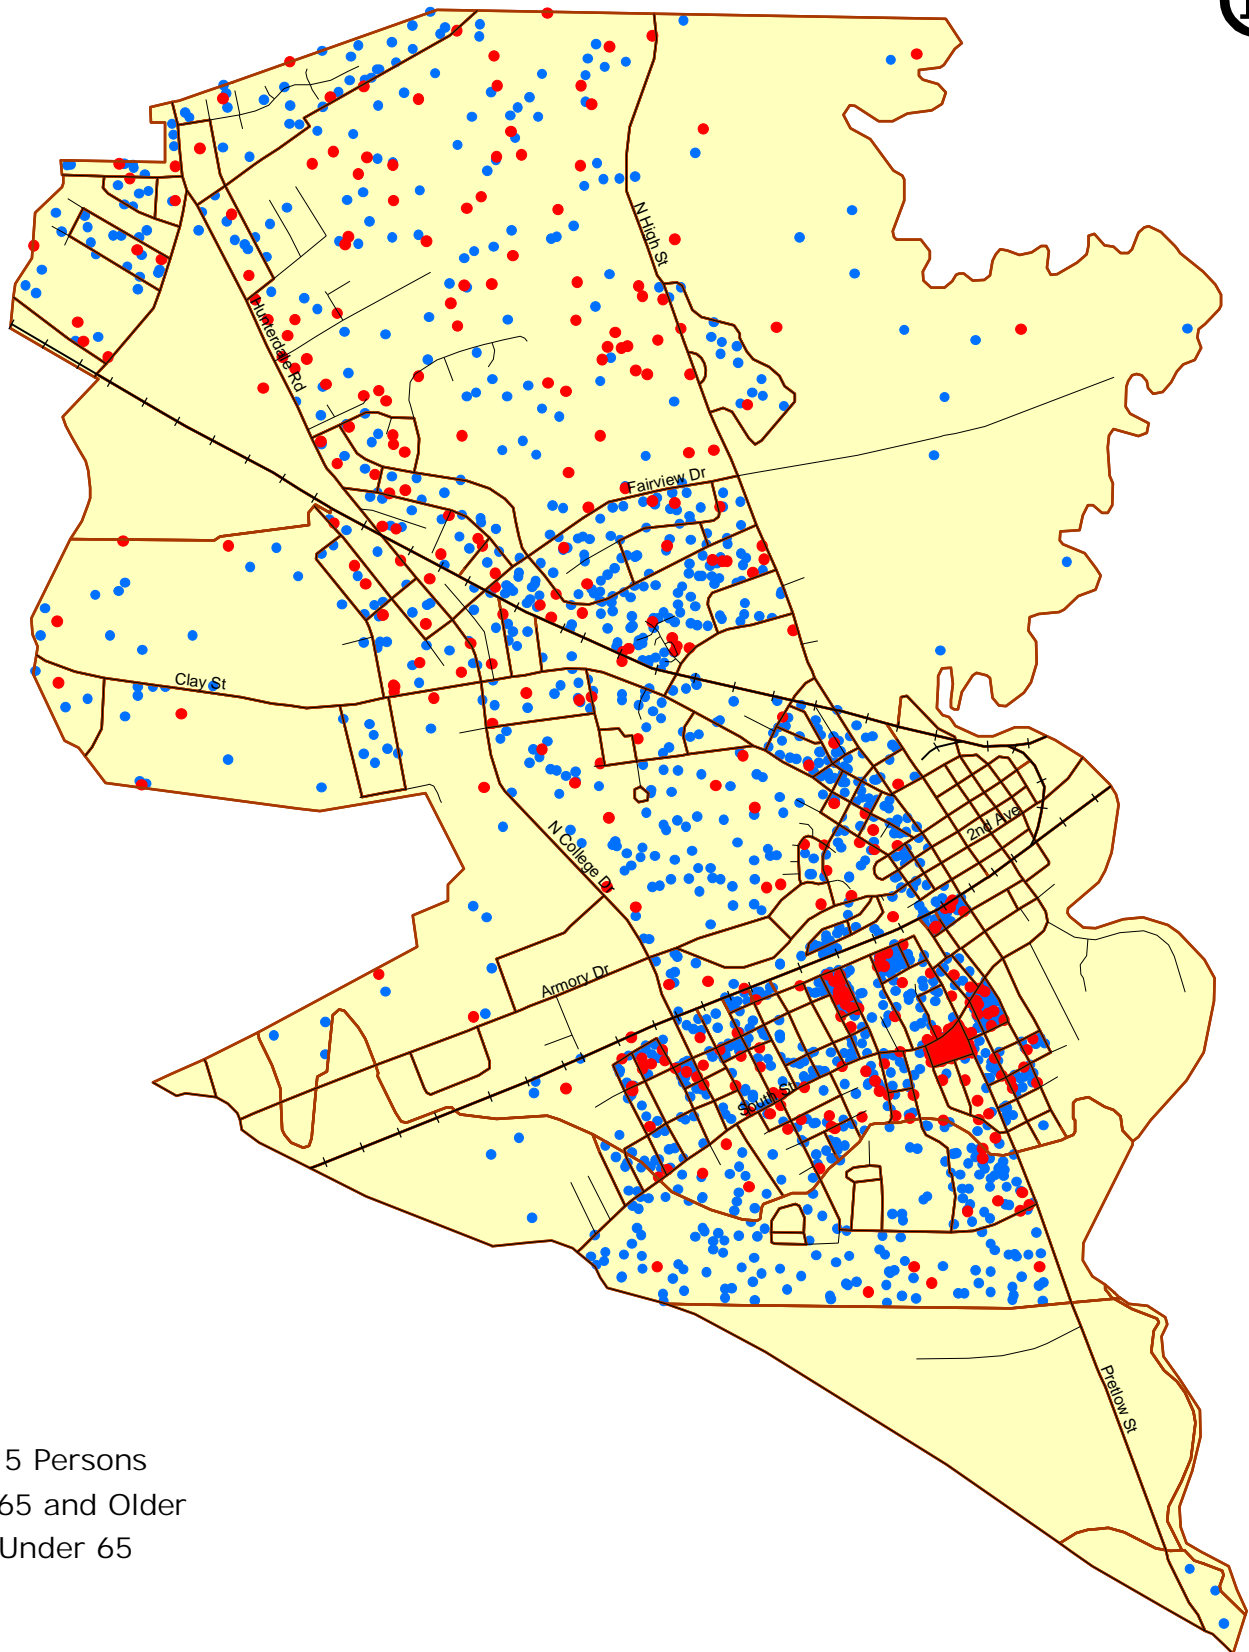 N High St
Hunterdale Rd
Fairview Dr
Clay St
2nd Ave
N College Dr
Armory Dr
South St
Pretlow St
5 Persons
65 and Older
Under 65